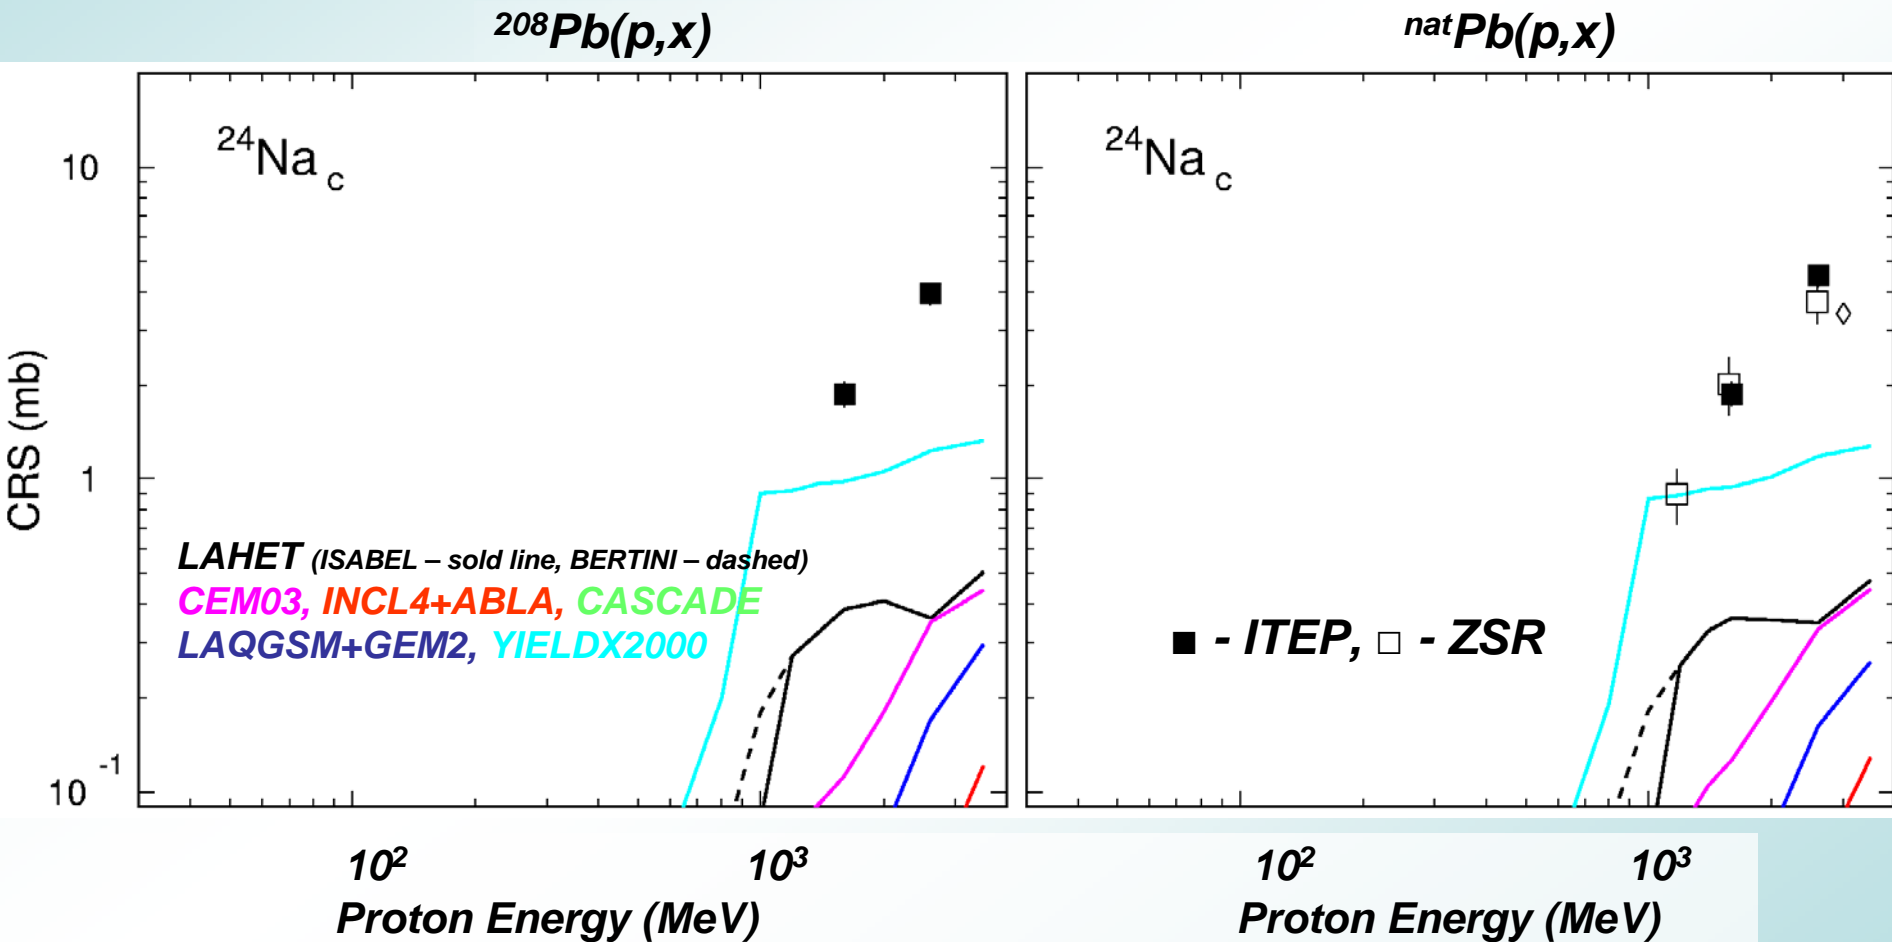 ²⁰⁸Pb(p,x)
ⁿᵃᵗPb(p,x)
²⁴Na c
²⁴Na c
10
1
10⁻¹
CRS (mb)
LAHET (ISABEL – sold line, BERTINI – dashed)
CEM03, INCL4+ABLA, CASCADE
LAQGSM+GEM2, YIELDX2000
■ - ITEP, □ - ZSR
10² 10³
10² 10³
Proton Energy (MeV)
Proton Energy (MeV)